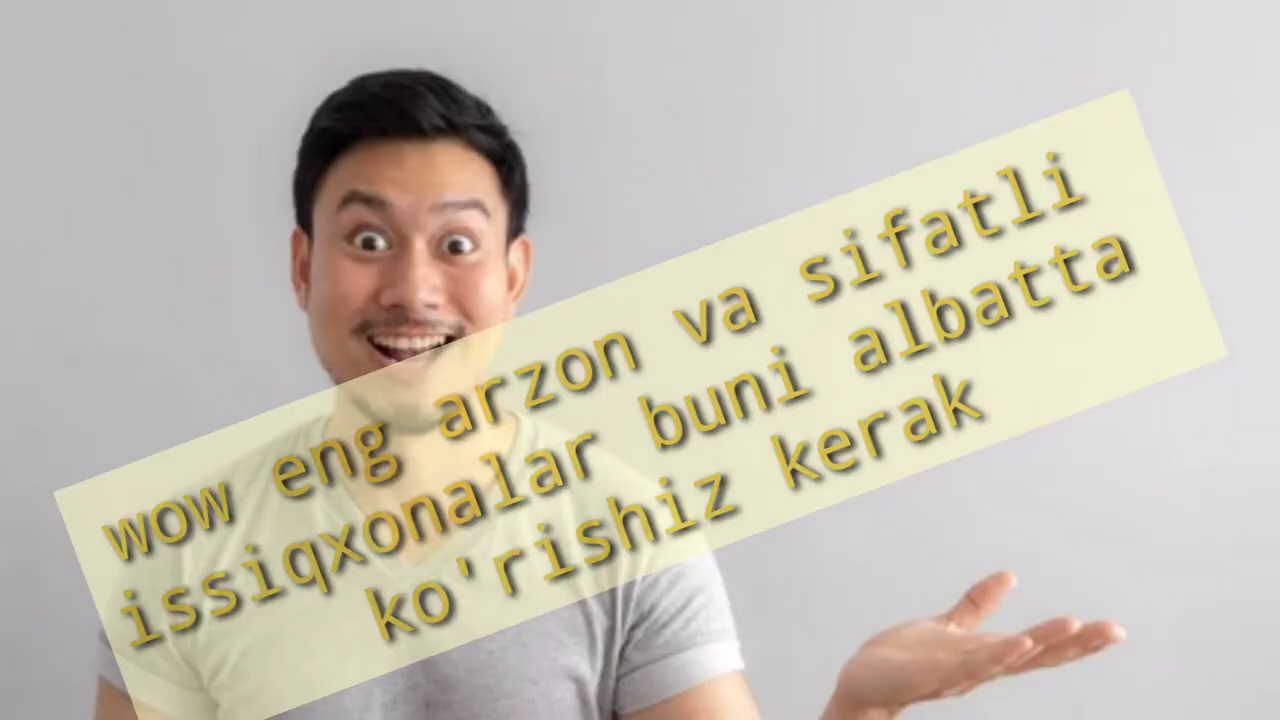 wow eng arzon va sifatli
issiqxonalar buni albatta
ko'rishiz kerak